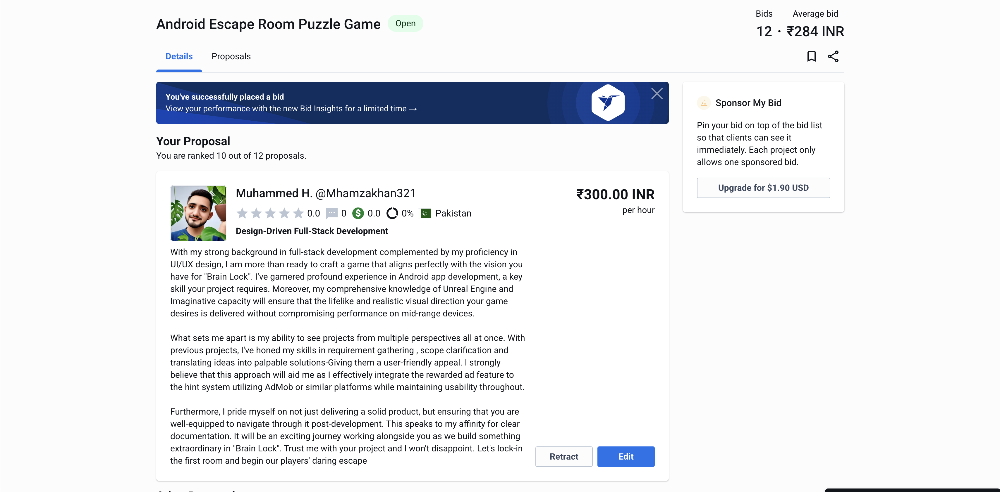 Android Escape Room Puzzle Game
Open
Bids
Average bid
12 · ₹284 INR
Details
Proposals
You've successfully placed a bid
View your performance with the new Bid Insights for a limited time →
Your Proposal
You are ranked 10 out of 12 proposals.
Muhammed H. @Mhamzakhan321
0.0
0
0.0
0%
Pakistan
Design-Driven Full-Stack Development
₹300.00 INR
per hour
With my strong background in full-stack development complemented by my proficiency in
UI/UX design, I am more than ready to craft a game that aligns perfectly with the vision you
have for "Brain Lock". I've garnered profound experience in Android app development, a key
skill your project requires. Moreover, my comprehensive knowledge of Unreal Engine and
Imaginative capacity will ensure that the lifelike and realistic visual direction your game
desires is delivered without compromising performance on mid-range devices.
What sets me apart is my ability to see projects from multiple perspectives all at once. With
previous projects, I've honed my skills in requirement gathering , scope clarification and
translating ideas into palpable solutions-Giving them a user-friendly appeal. I strongly
believe that this approach will aid me as I effectively integrate the rewarded ad feature to
the hint system utilizing AdMob or similar platforms while maintaining usability throughout.
Furthermore, I pride myself on not just delivering a solid product, but ensuring that you are
well-equipped to navigate through it post-development. This speaks to my affinity for clear
documentation. It will be an exciting journey working alongside you as we build something
extraordinary in "Brain Lock". Trust me with your project and I won't disappoint. Let's lock-in
the first room and begin our players' daring escape
Retract
Edit
Sponsor My Bid
Pin your bid on top of the bid list
so that clients can see it
immediately. Each project only
allows one sponsored bid.
Upgrade for $1.90 USD